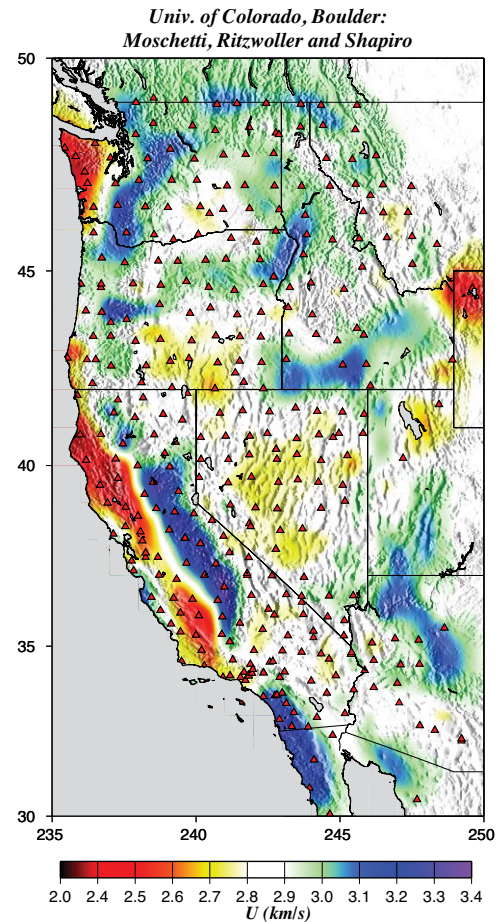 Univ. of Colorado, Boulder:
Moschetti, Ritzwoller and Shapiro
50
45
40
35
30
235 240 245 250
2.0 2.4 2.5 2.6 2.7 2.8 2.9 3.0 3.1 3.2 3.3 3.4
U (km/s)